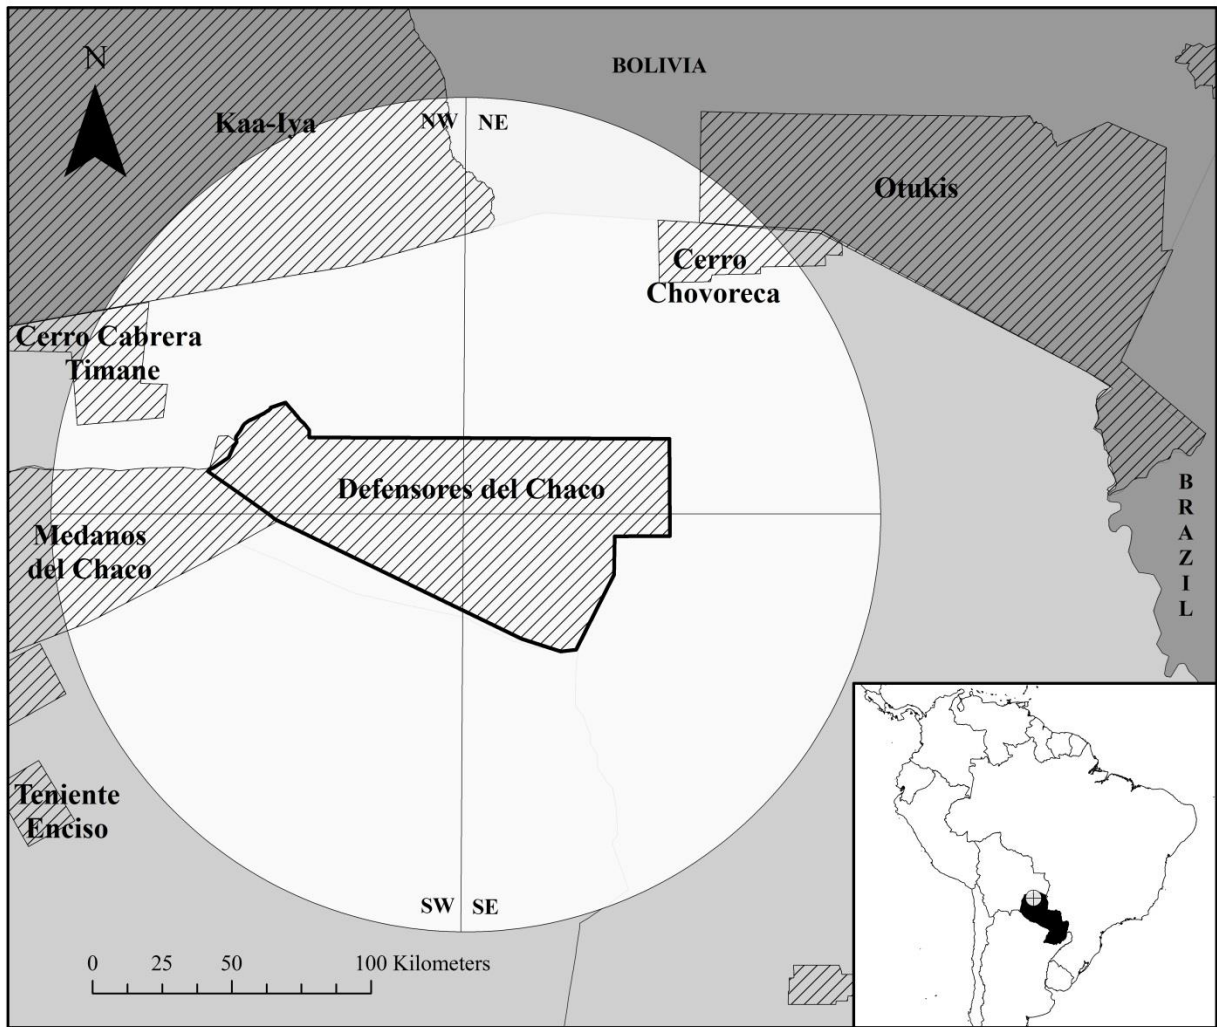 N
BOLIVIA
Kaa-Iya
NW
NE
Otukis
Cerro
Chovoreca
Cerro Cabrera
Timane
Defensores del Chaco
Medanos
del Chaco
BRAZIL
Teniente
Enciso
SW
SE
0 25 50 100 Kilometers